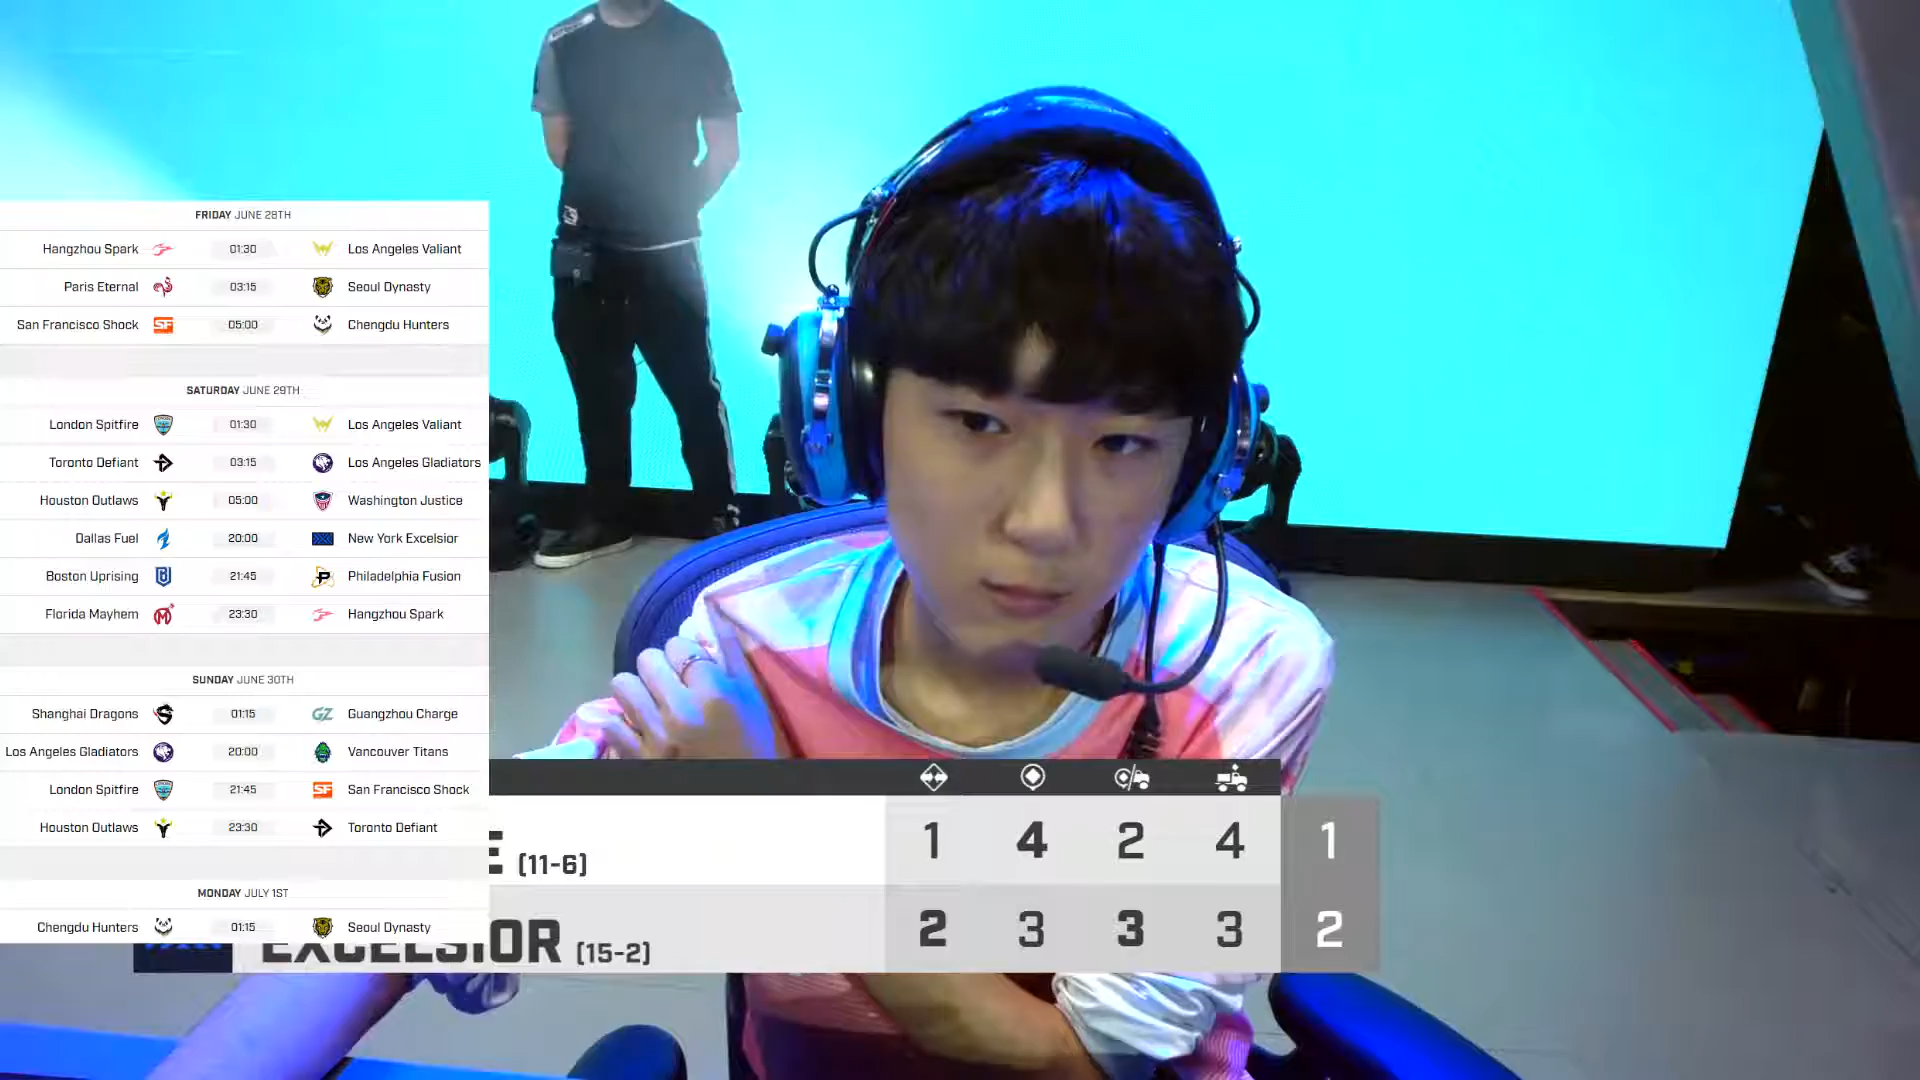 FRIDAY JUNE 28TH
Hangzhou Spark 01:30 Los Angeles Valiant
Paris Eternal 03:15 Seoul Dynasty
San Francisco Shock SF 05:00 Chengdu Hunters
SATURDAY JUNE 29TH
London Spitfire 01:30 Los Angeles Valiant
Toronto Defiant 03:15 Los Angeles Gladiators
Houston Outlaws 05:00 Washington Justice
Dallas Fuel 20:00 New York Excelsior
Boston Uprising 21:45 Philadelphia Fusion
Florida Mayhem 23:30 Hangzhou Spark
SUNDAY JUNE 30TH
Shanghai Dragons 01:15 GZ Guangzhou Charge
Los Angeles Gladiators 20:00 Vancouver Titans
London Spitfire 21:45 SF San Francisco Shock
Houston Outlaws 23:30 Toronto Defiant
MONDAY JULY 1ST
Chengdu Hunters 01:15 Seoul Dynasty
E (11-6) 1 4 2 4 1
EXCELSIOR (15-2) 2 3 3 3 2